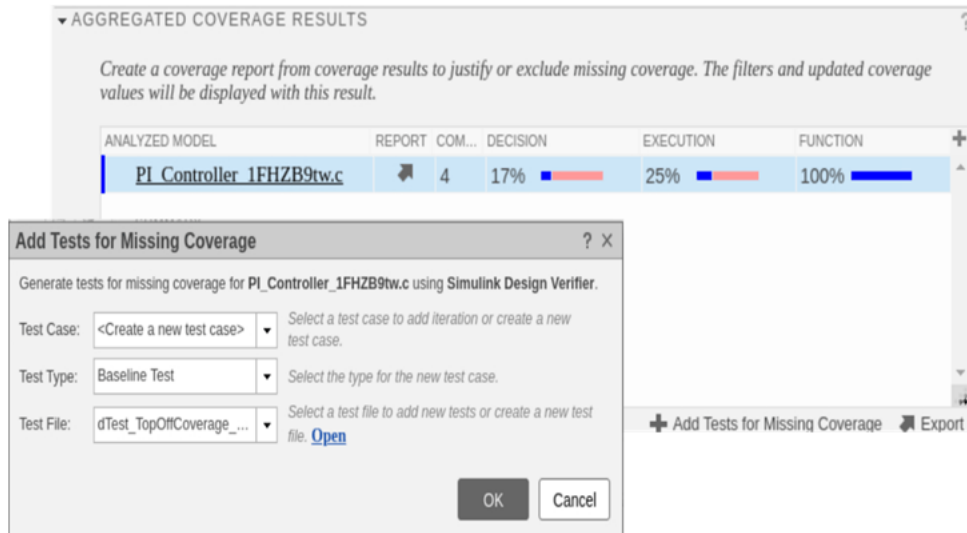 AGGREGATED COVERAGE RESULTS
?
Create a coverage report from coverage results to justify or exclude missing coverage. The filters and updated coverage
values will be displayed with this result.
ANALYZED MODEL REPORT COM... DECISION EXECUTION FUNCTION
PI_Controller_1FHZB9tw.c 4 17% 25% 100%
Add Tests for Missing Coverage ? X
Generate tests for missing coverage for PI_Controller_1FHZB9tw.c using Simulink Design Verifier.
Test Case: <Create a new test case> Select a test case to add iteration or create a new
test case.
Test Type: Baseline Test Select the type for the new test case.
Test File: dTest_TopOffCoverage_... Select a test file to add new tests or create a new test
file. Open
Add Tests for Missing Coverage Export
OK Cancel